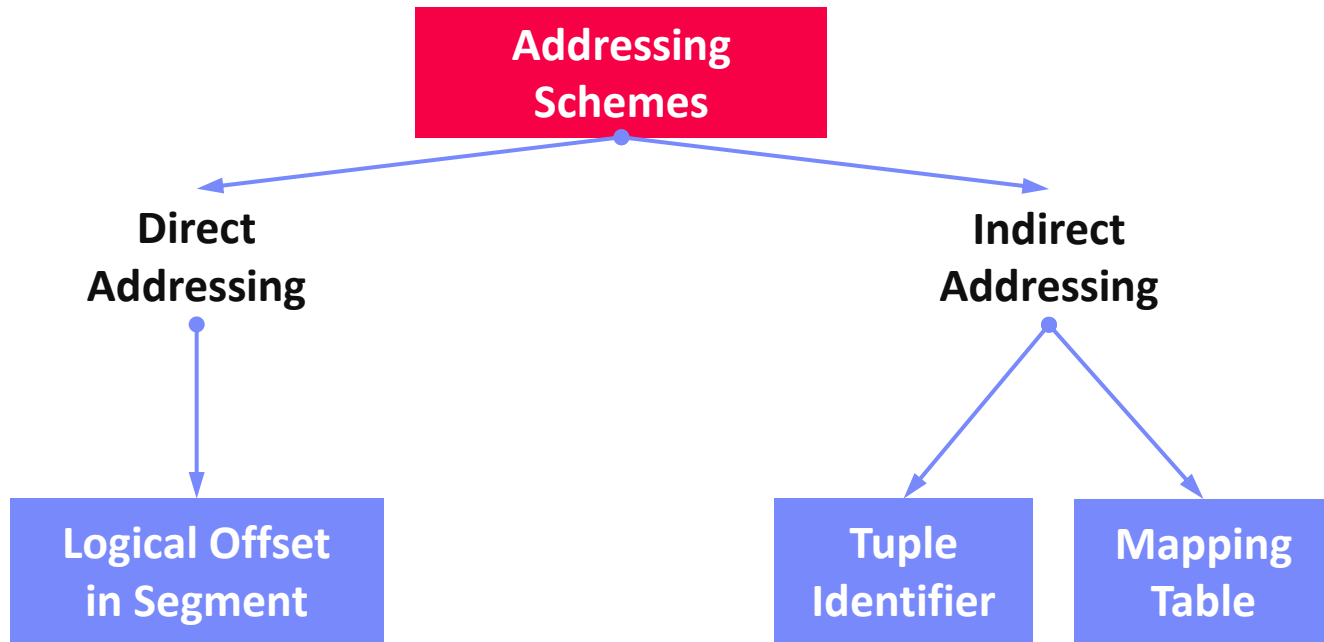 Addressing
Schemes
Direct
Addressing
Indirect
Addressing
Logical Offset
in Segment
Tuple
Identifier
Mapping
Table